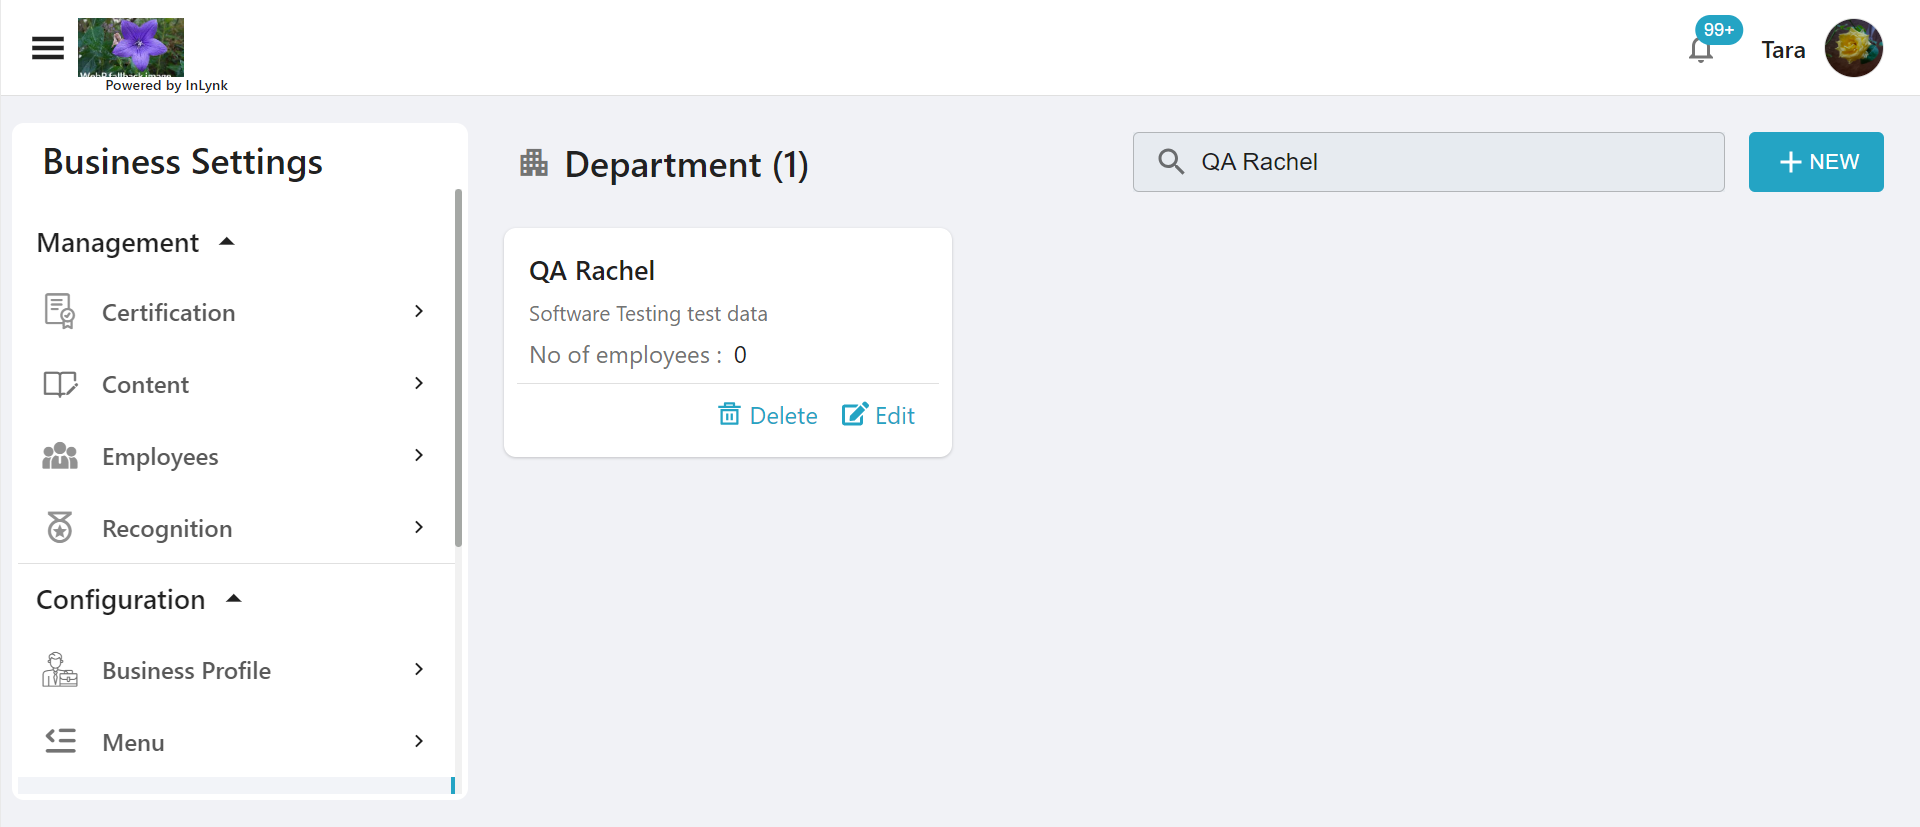 WebP fallback image
Powered by InLynk
99+
Tara
Business Settings
Management
Certification
Content
Employees
Recognition
Configuration
Business Profile
Menu
Department (1)
QA Rachel
NEW
QA Rachel
Software Testing test data
No of employees : 0
Delete Edit